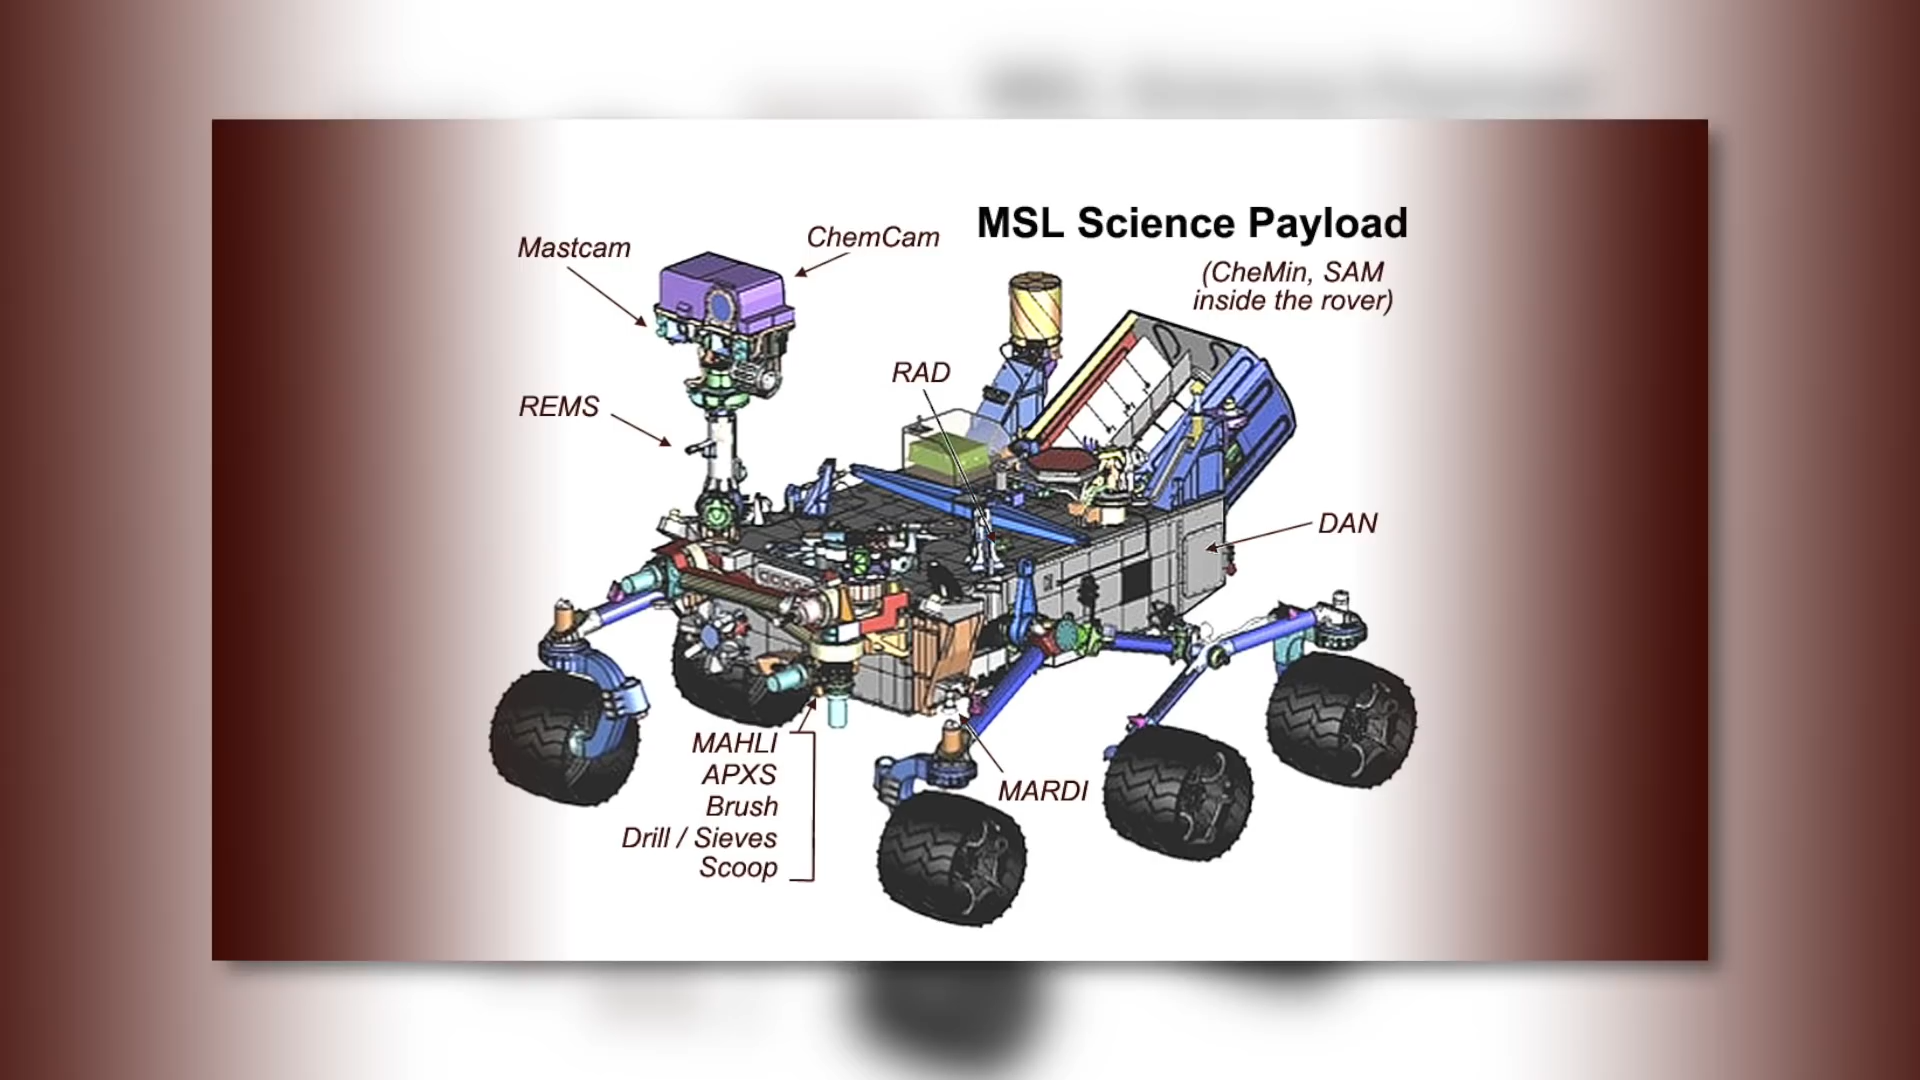 MSL Science Payload
(CheMin, SAM
inside the rover)
Mastcam
ChemCam
REMS
RAD
DAN
MAHLI
APXS
Brush
Drill / Sieves
Scoop
MARDI